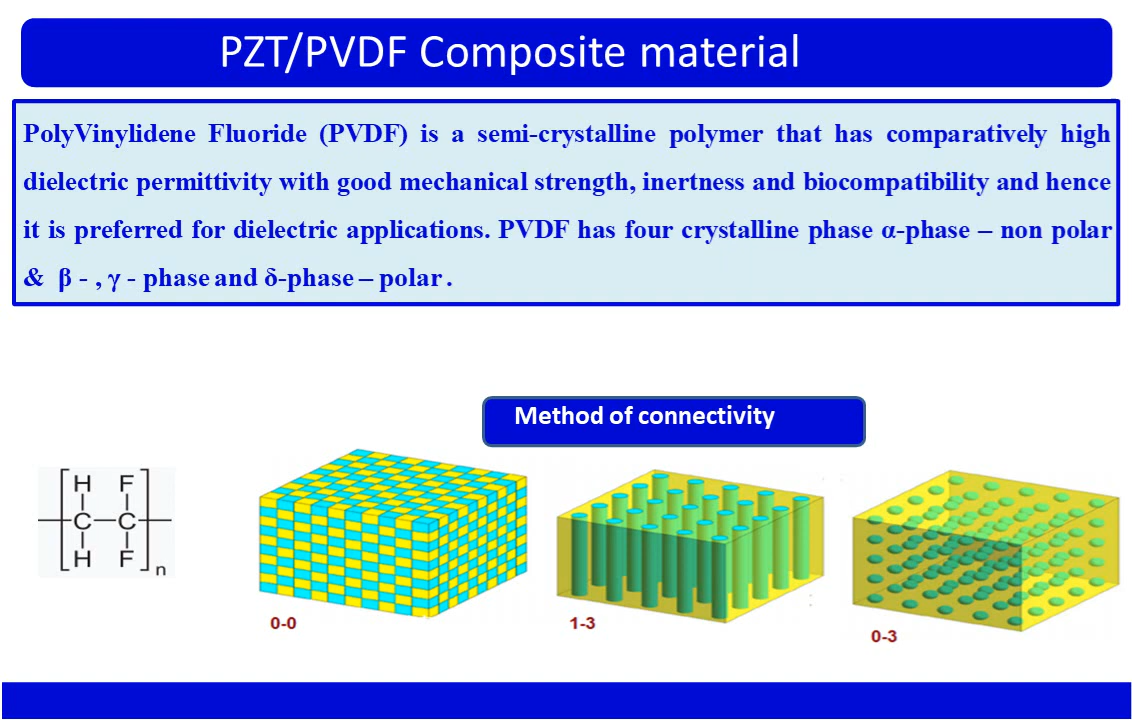 PZT/PVDF Composite material
PolyVinylidene Fluoride (PVDF) is a semi-crystalline polymer that has comparatively high
dielectric permittivity with good mechanical strength, inertness and biocompatibility and hence
it is preferred for dielectric applications. PVDF has four crystalline phase α-phase – non polar
& β - , γ - phase and δ-phase – polar .
Method of connectivity
H F
C C
H F
n
0-0
1-3
0-3